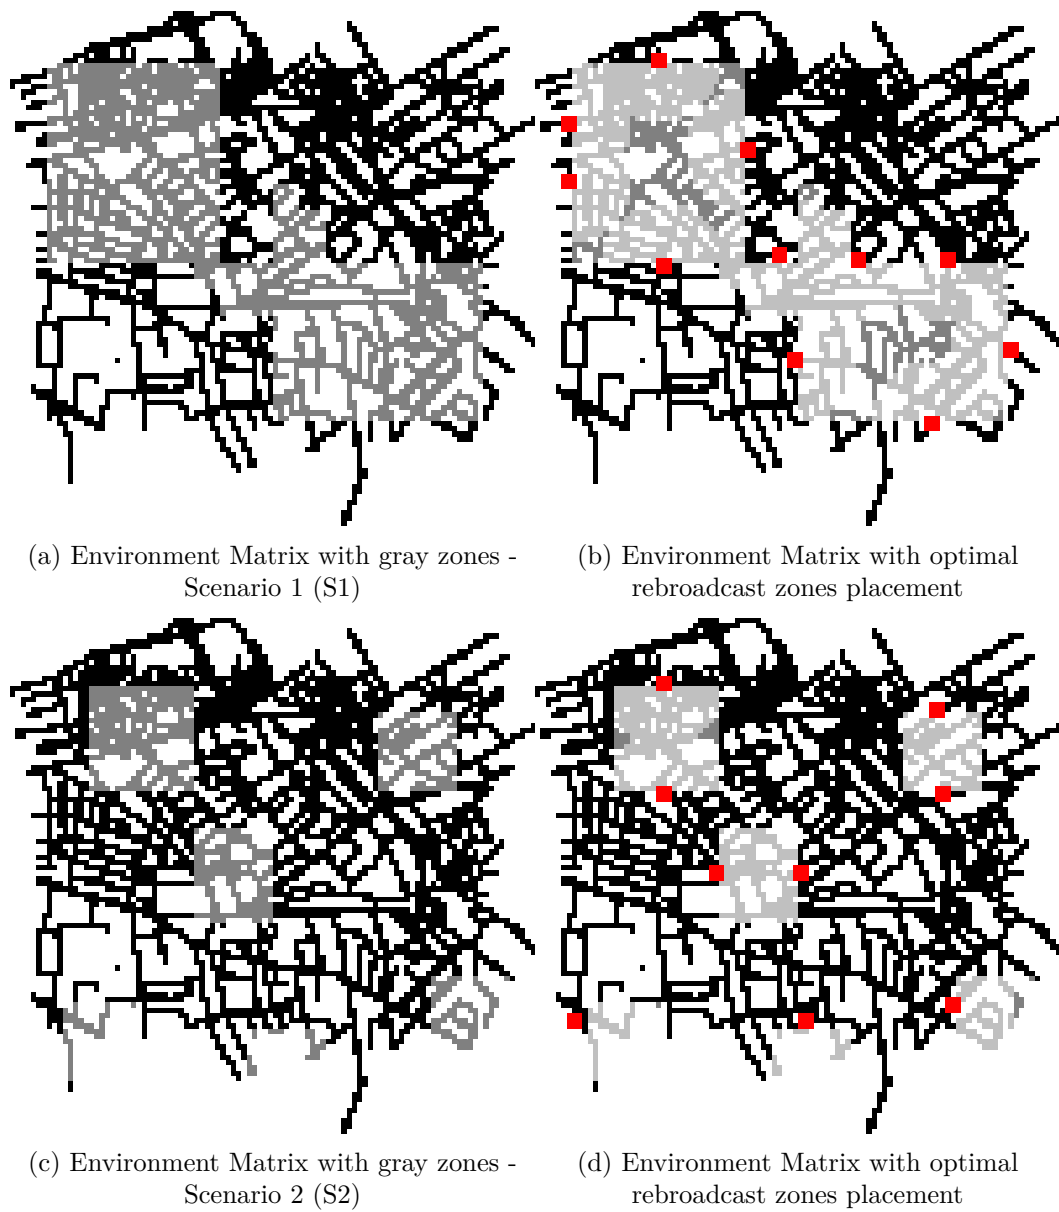 (a) Environment Matrix with gray zones -
Scenario 1 (S1)
(b) Environment Matrix with optimal
rebroadcast zones placement
(c) Environment Matrix with gray zones -
Scenario 2 (S2)
(d) Environment Matrix with optimal
rebroadcast zones placement